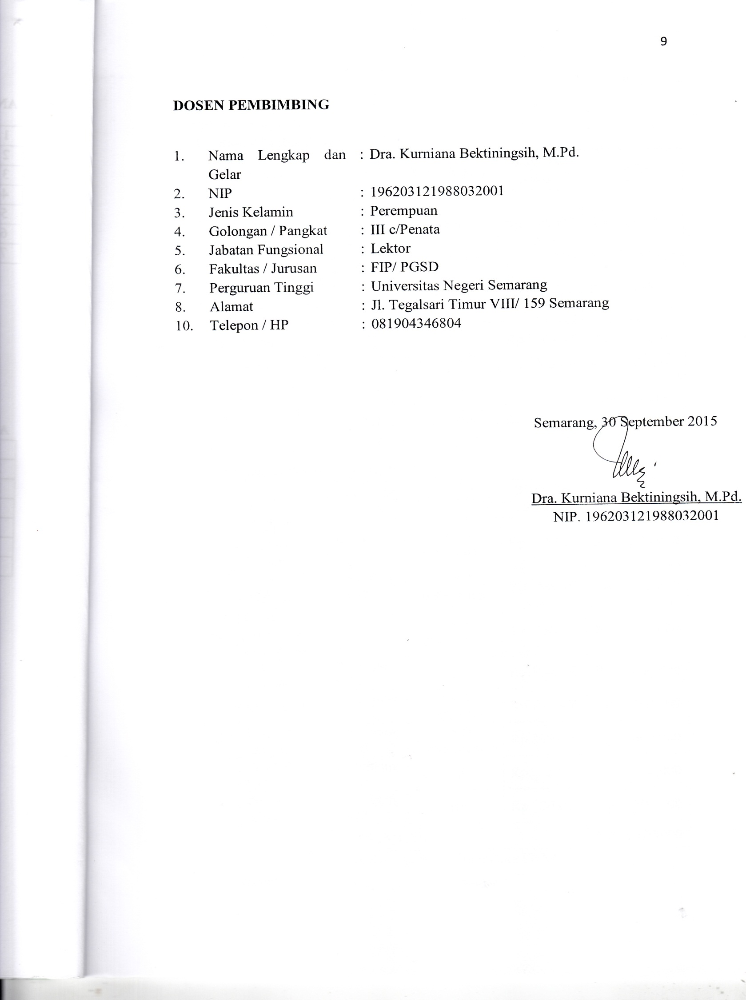 9
DOSEN PEMBIMBING
1. Nama Lengkap dan : Dra. Kurniana Bektiningsih, M.Pd.
Gelar
2. NIP : 196203121988032001
3. Jenis Kelamin : Perempuan
4. Golongan / Pangkat : III c/Penata
5. Jabatan Fungsional : Lektor
6. Fakultas / Jurusan : FIP/ PGSD
7. Perguruan Tinggi : Universitas Negeri Semarang
8. Alamat : Jl. Tegalsari Timur VIII/ 159 Semarang
10. Telepon / HP : 081904346804
Semarang, 30 September 2015
Dra. Kurniana Bektiningsih, M.Pd.
NIP. 196203121988032001